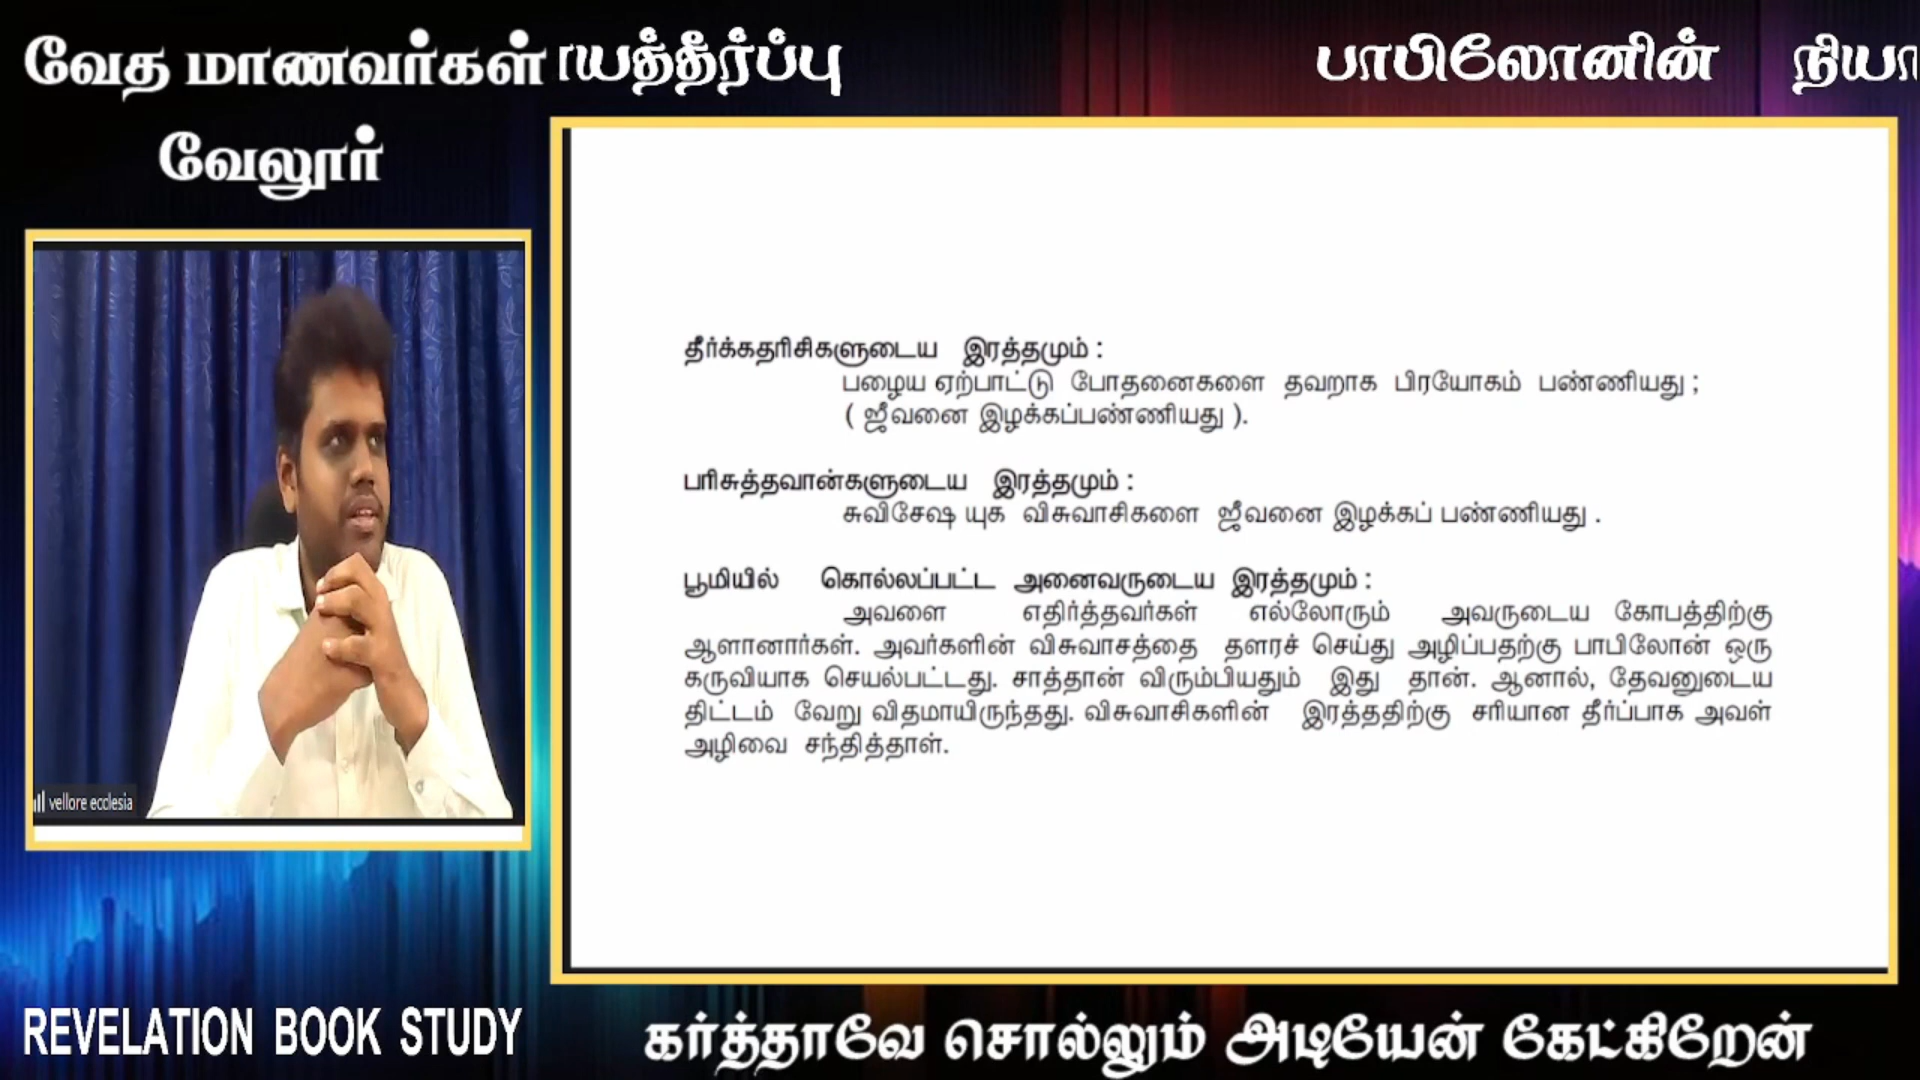 வேத மாணவர்கள்
வேலூர்
யத்தீர்ப்பு பாபிலோனின் நியா
தீர்க்கதரிசிகளுடைய இரத்தமும் :
பழைய ஏற்பாட்டு போதனைகளை தவறாக பிரயோகம் பண்ணியது ;
( ஜீவனை இழக்கப்பண்ணியது ).
பரிசுத்தவான்களுடைய இரத்தமும் :
சுவிசேஷ யுக விசுவாசிகளை ஜீவனை இழக்கப் பண்ணியது .
பூமியில் கொல்லப்பட்ட அனைவருடைய இரத்தமும் :
அவளை எதிர்த்தவர்கள் எல்லோரும் அவருடைய கோபத்திற்கு
ஆளானார்கள். அவர்களின் விசுவாசத்தை தளரச் செய்து அழிப்பதற்கு பாபிலோன் ஒரு
கருவியாக செயல்பட்டது. சாத்தான் விரும்பியதும் இது தான். ஆனால், தேவனுடைய
திட்டம் வேறு விதமாயிருந்தது. விசுவாசிகளின் இரத்ததிற்கு சரியான தீர்ப்பாக அவள்
அழிவை சந்தித்தாள்.
vellore ecclesia
REVELATION BOOK STUDY
கர்த்தாவே சொல்லும் அடியேன் கேட்கிறேன்